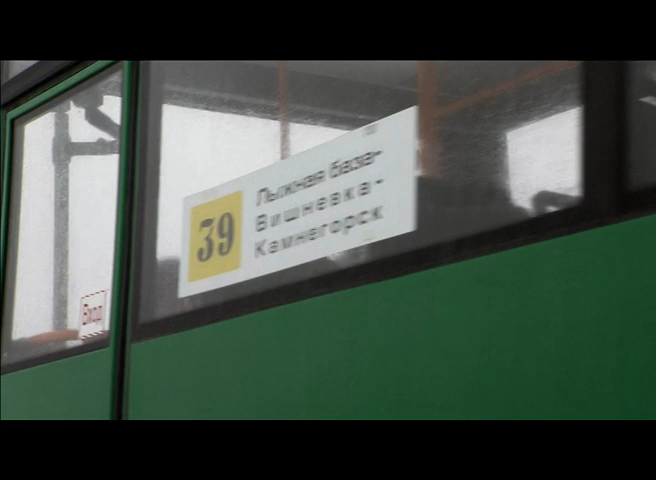 39
Лыжная база-
Вишневка-
Камнегорск
Вход